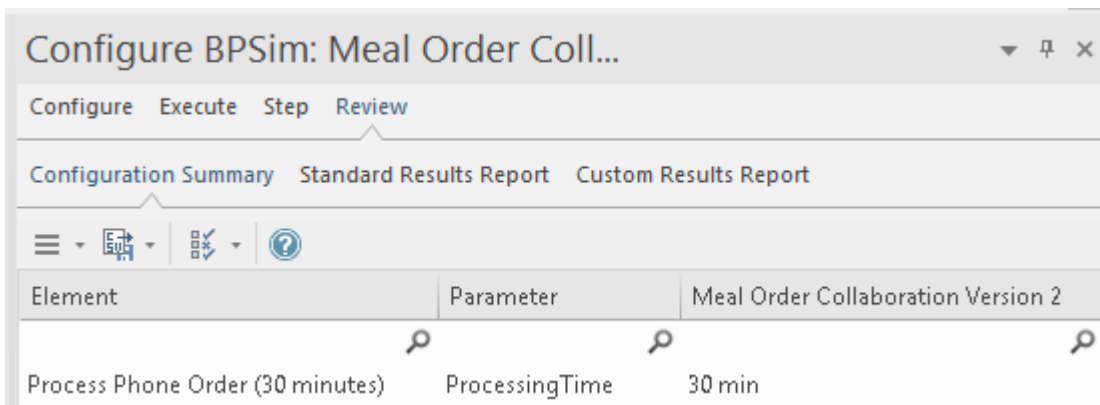 Configure BPSim: Meal Order Coll...
Configure Execute Step Review
Configuration Summary Standard Results Report Custom Results Report
Element Parameter Meal Order Collaboration Version 2
Process Phone Order (30 minutes) ProcessingTime 30 min